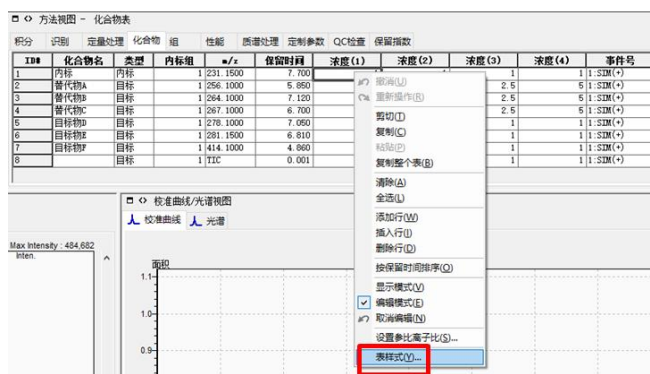 方法视图 - 化合物表
积分 识别 定量处理 化合物 组 性能 质谱处理 定制参数 QC检查 保留指数
ID# 化合物名 类型 内标组 m/z 保留时间 浓度(1) 浓度(2) 浓度(3) 浓度(4) 事件号
1 内标 内标 1 231.1500 7.700 1 1 1:SIM(+)
2 替代物A 目标 1 256.1000 5.850 2.5 5 1:SIM(+)
3 替代物B 目标 1 264.1000 7.120 2.5 5 1:SIM(+)
4 替代物C 目标 1 267.1000 6.700 2.5 5 1:SIM(+)
5 目标物D 目标 1 278.1000 7.050 1 1 1:SIM(+)
6 目标物E 目标 1 281.1500 6.810 1 1 1:SIM(+)
7 目标物F 目标 1 414.1000 4.860 1 1 1:SIM(+)
8 目标 1 TIC 0.001 1 1 1:SIM(+)
撤消(U)
重新操作(R)
剪切(T)
复制(C)
粘贴(P)
复制整个表(B)
清除(A)
全选(L)
添加行(W)
插入行(I)
删除行(D)
按保留时间排序(O)
显示模式(V)
编辑模式(E)
取消编辑(N)
设置参比离子比(S)...
表样式(Y)...
校准曲线/光谱视图
校准曲线 光谱
Max Intensity : 484,682
Inten.
面积
1.1
1.0
0.9